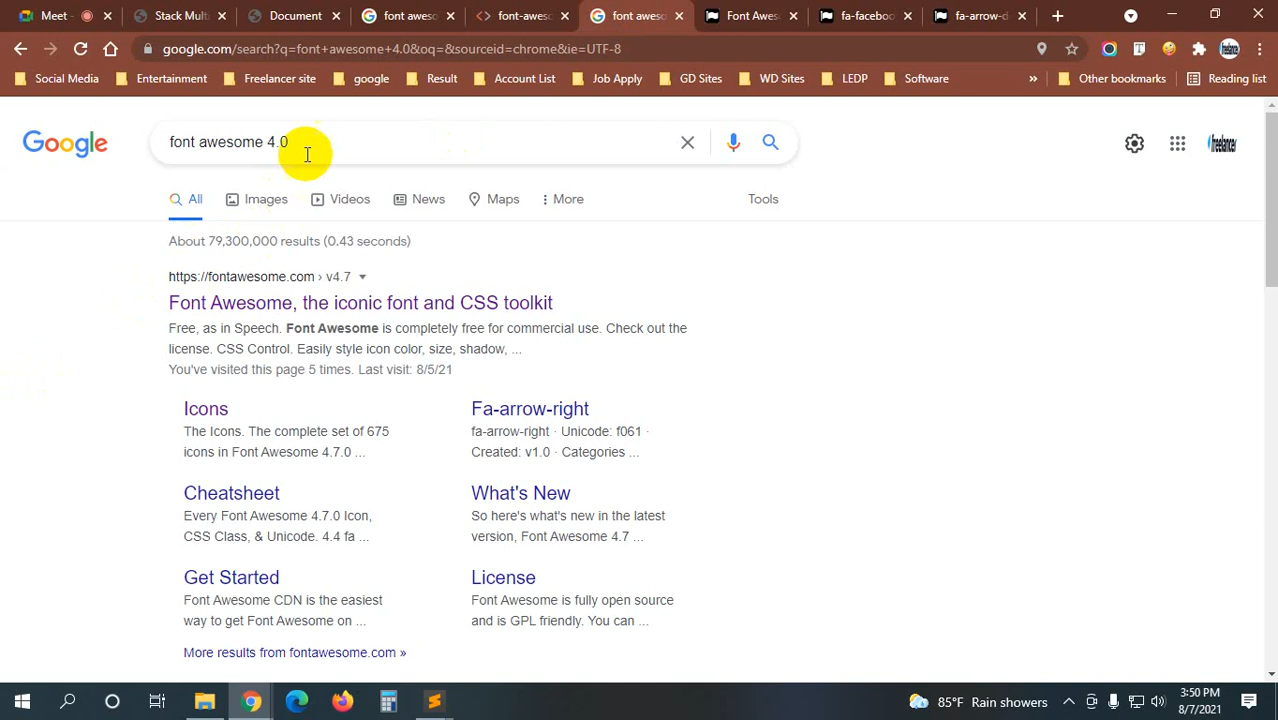 Meet -
Stack Mult
Document
font aweso
font-aweso
font aweso
Font Awes
fa-faceboo
fa-arrow-d
google.com/search?q=font+awesome+4.0&oq=&sourceid=chrome&ie=UTF-8
Social Media
Entertainment
Freelancer site
google
Result
Account List
Job Apply
GD Sites
WD Sites
LEDP
Software
»
Other bookmarks
Reading list
Google
font awesome 4.0
freelancer
All
Images
Videos
News
Maps
More
Tools
About 79,300,000 results (0.43 seconds)
https://fontawesome.com › v4.7
Font Awesome, the iconic font and CSS toolkit
Free, as in Speech. Font Awesome is completely free for commercial use. Check out the
license. CSS Control. Easily style icon color, size, shadow, ...
You've visited this page 5 times. Last visit: 8/5/21
Icons
The Icons. The complete set of 675
icons in Font Awesome 4.7.0 ...
Fa-arrow-right
fa-arrow-right · Unicode: f061 ·
Created: v1.0 · Categories ...
Cheatsheet
Every Font Awesome 4.7.0 Icon,
CSS Class, & Unicode. 4.4 fa ...
What's New
So here's what's new in the latest
version, Font Awesome 4.7 ...
Get Started
Font Awesome CDN is the easiest
way to get Font Awesome on ...
License
Font Awesome is fully open source
and is GPL friendly. You can ...
More results from fontawesome.com »
85°F Rain showers
3:50 PM
8/7/2021